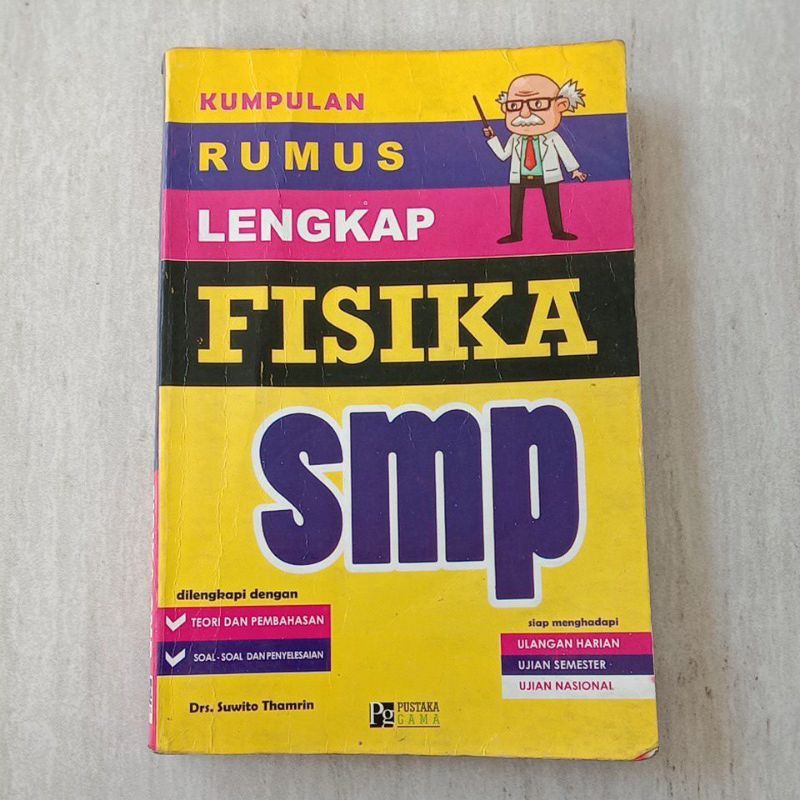 KUMPULAN
RUMUS
LENGKAP
FISIKA
smp
dilengkapi dengan
TEORI DAN PEMBAHASAN
SOAL-SOAL DAN PENYELESAIAN
siap menghadapi
ULANGAN HARIAN
UJIAN SEMESTER
UJIAN NASIONAL
Drs. Suwito Thamrin
Pg PUSTAKA
GAMA